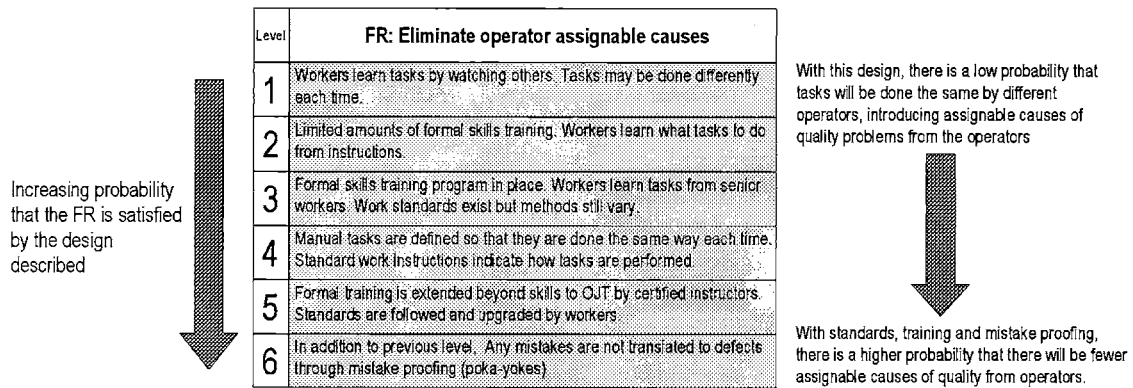 Level
FR: Eliminate operator assignable causes
1
Workers learn tasks by watching others. Tasks may be done differently
each time.
2
Limited amounts of formal skills training. Workers learn what tasks to do
from instructions.
3
Formal skills training program in place. Workers learn tasks from senior
workers. Work standards exist but methods still vary.
4
Manual tasks are defined so that they are done the same way each time.
Standard work instructions indicate how tasks are performed.
5
Formal training is extended beyond skills to OJT by certified instructors.
Standards are followed and upgraded by workers.
6
In addition to previous level, Any mistakes are not translated to defects
through mistake proofing (poka-yokes)
Increasing probability
that the FR is satisfied
by the design
described
With this design, there is a low probability that
tasks will be done the same by different
operators, introducing assignable causes of
quality problems from the operators
With standards, training and mistake proofing,
there is a higher probability that there will be fewer
assignable causes of quality from operators.